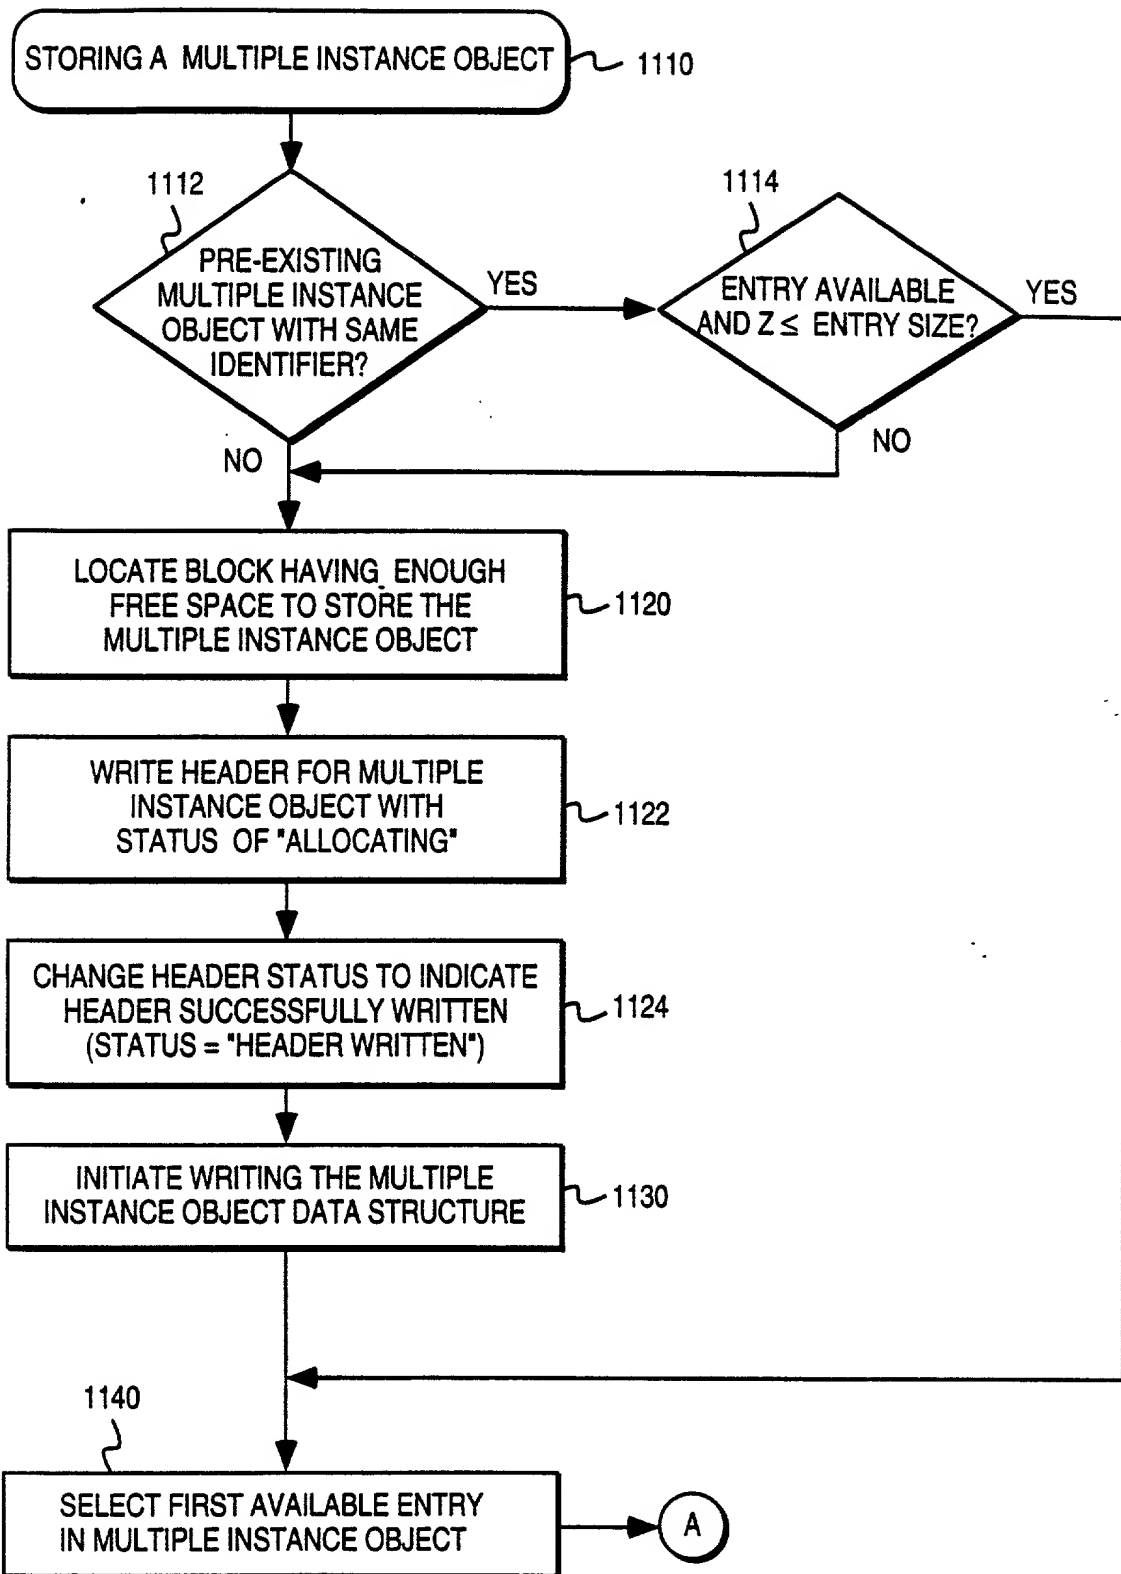 STORING A MULTIPLE INSTANCE OBJECT
1110
1112
PRE-EXISTING
MULTIPLE INSTANCE
OBJECT WITH SAME
IDENTIFIER?
YES
NO
1114
ENTRY AVAILABLE
AND Z ≤ ENTRY SIZE?
YES
NO
LOCATE BLOCK HAVING ENOUGH
FREE SPACE TO STORE THE
MULTIPLE INSTANCE OBJECT
1120
WRITE HEADER FOR MULTIPLE
INSTANCE OBJECT WITH
STATUS OF "ALLOCATING"
1122
CHANGE HEADER STATUS TO INDICATE
HEADER SUCCESSFULLY WRITTEN
(STATUS = "HEADER WRITTEN")
1124
INITIATE WRITING THE MULTIPLE
INSTANCE OBJECT DATA STRUCTURE
1130
1140
SELECT FIRST AVAILABLE ENTRY
IN MULTIPLE INSTANCE OBJECT
A